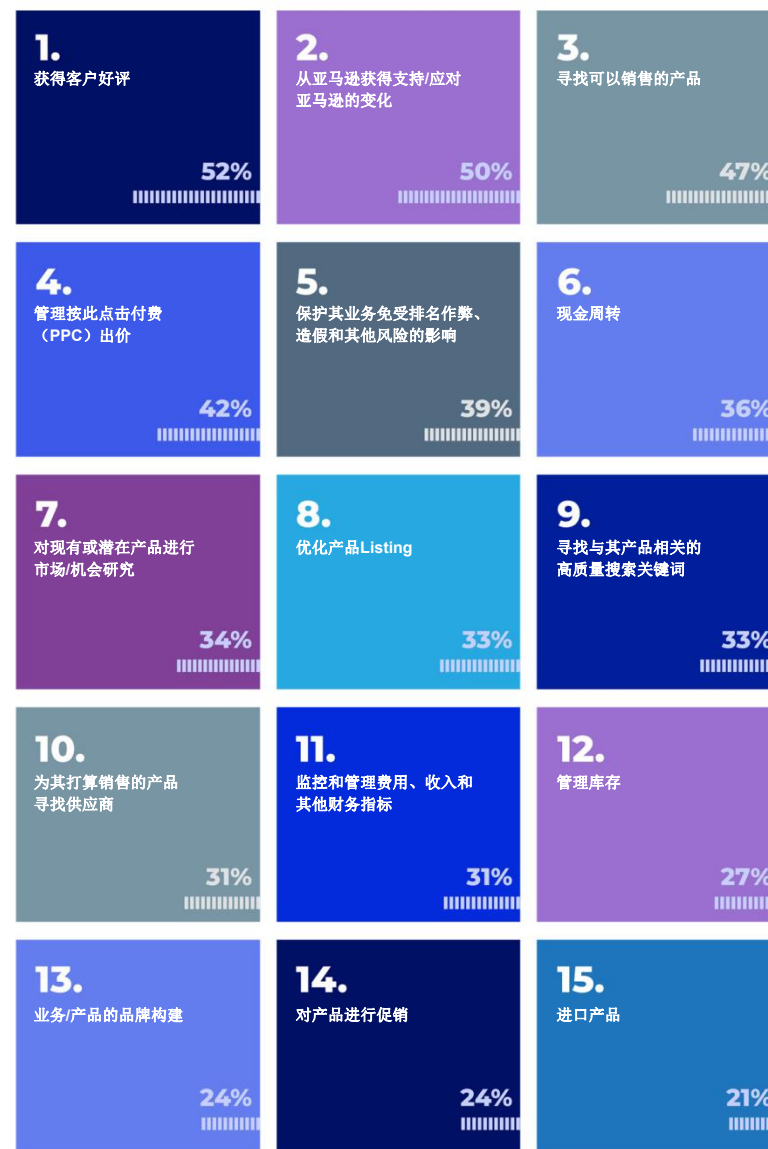 1.
获得客户好评
52%
2.
从亚马逊获得支持/应对
亚马逊的变化
50%
3.
寻找可以销售的产品
47%
4.
管理按此点击付费
（PPC）出价
42%
5.
保护其业务免受排名作弊、
造假和其他风险的影响
39%
6.
现金周转
36%
7.
对现有或潜在产品进行
市场/机会研究
34%
8.
优化产品Listing
33%
9.
寻找与其产品相关的
高质量搜索关键词
33%
10.
为其打算销售的产品
寻找供应商
31%
11.
监控和管理费用、收入和
其他财务指标
31%
12.
管理库存
27%
13.
业务/产品的品牌构建
24%
14.
对产品进行促销
24%
15.
进口产品
21%